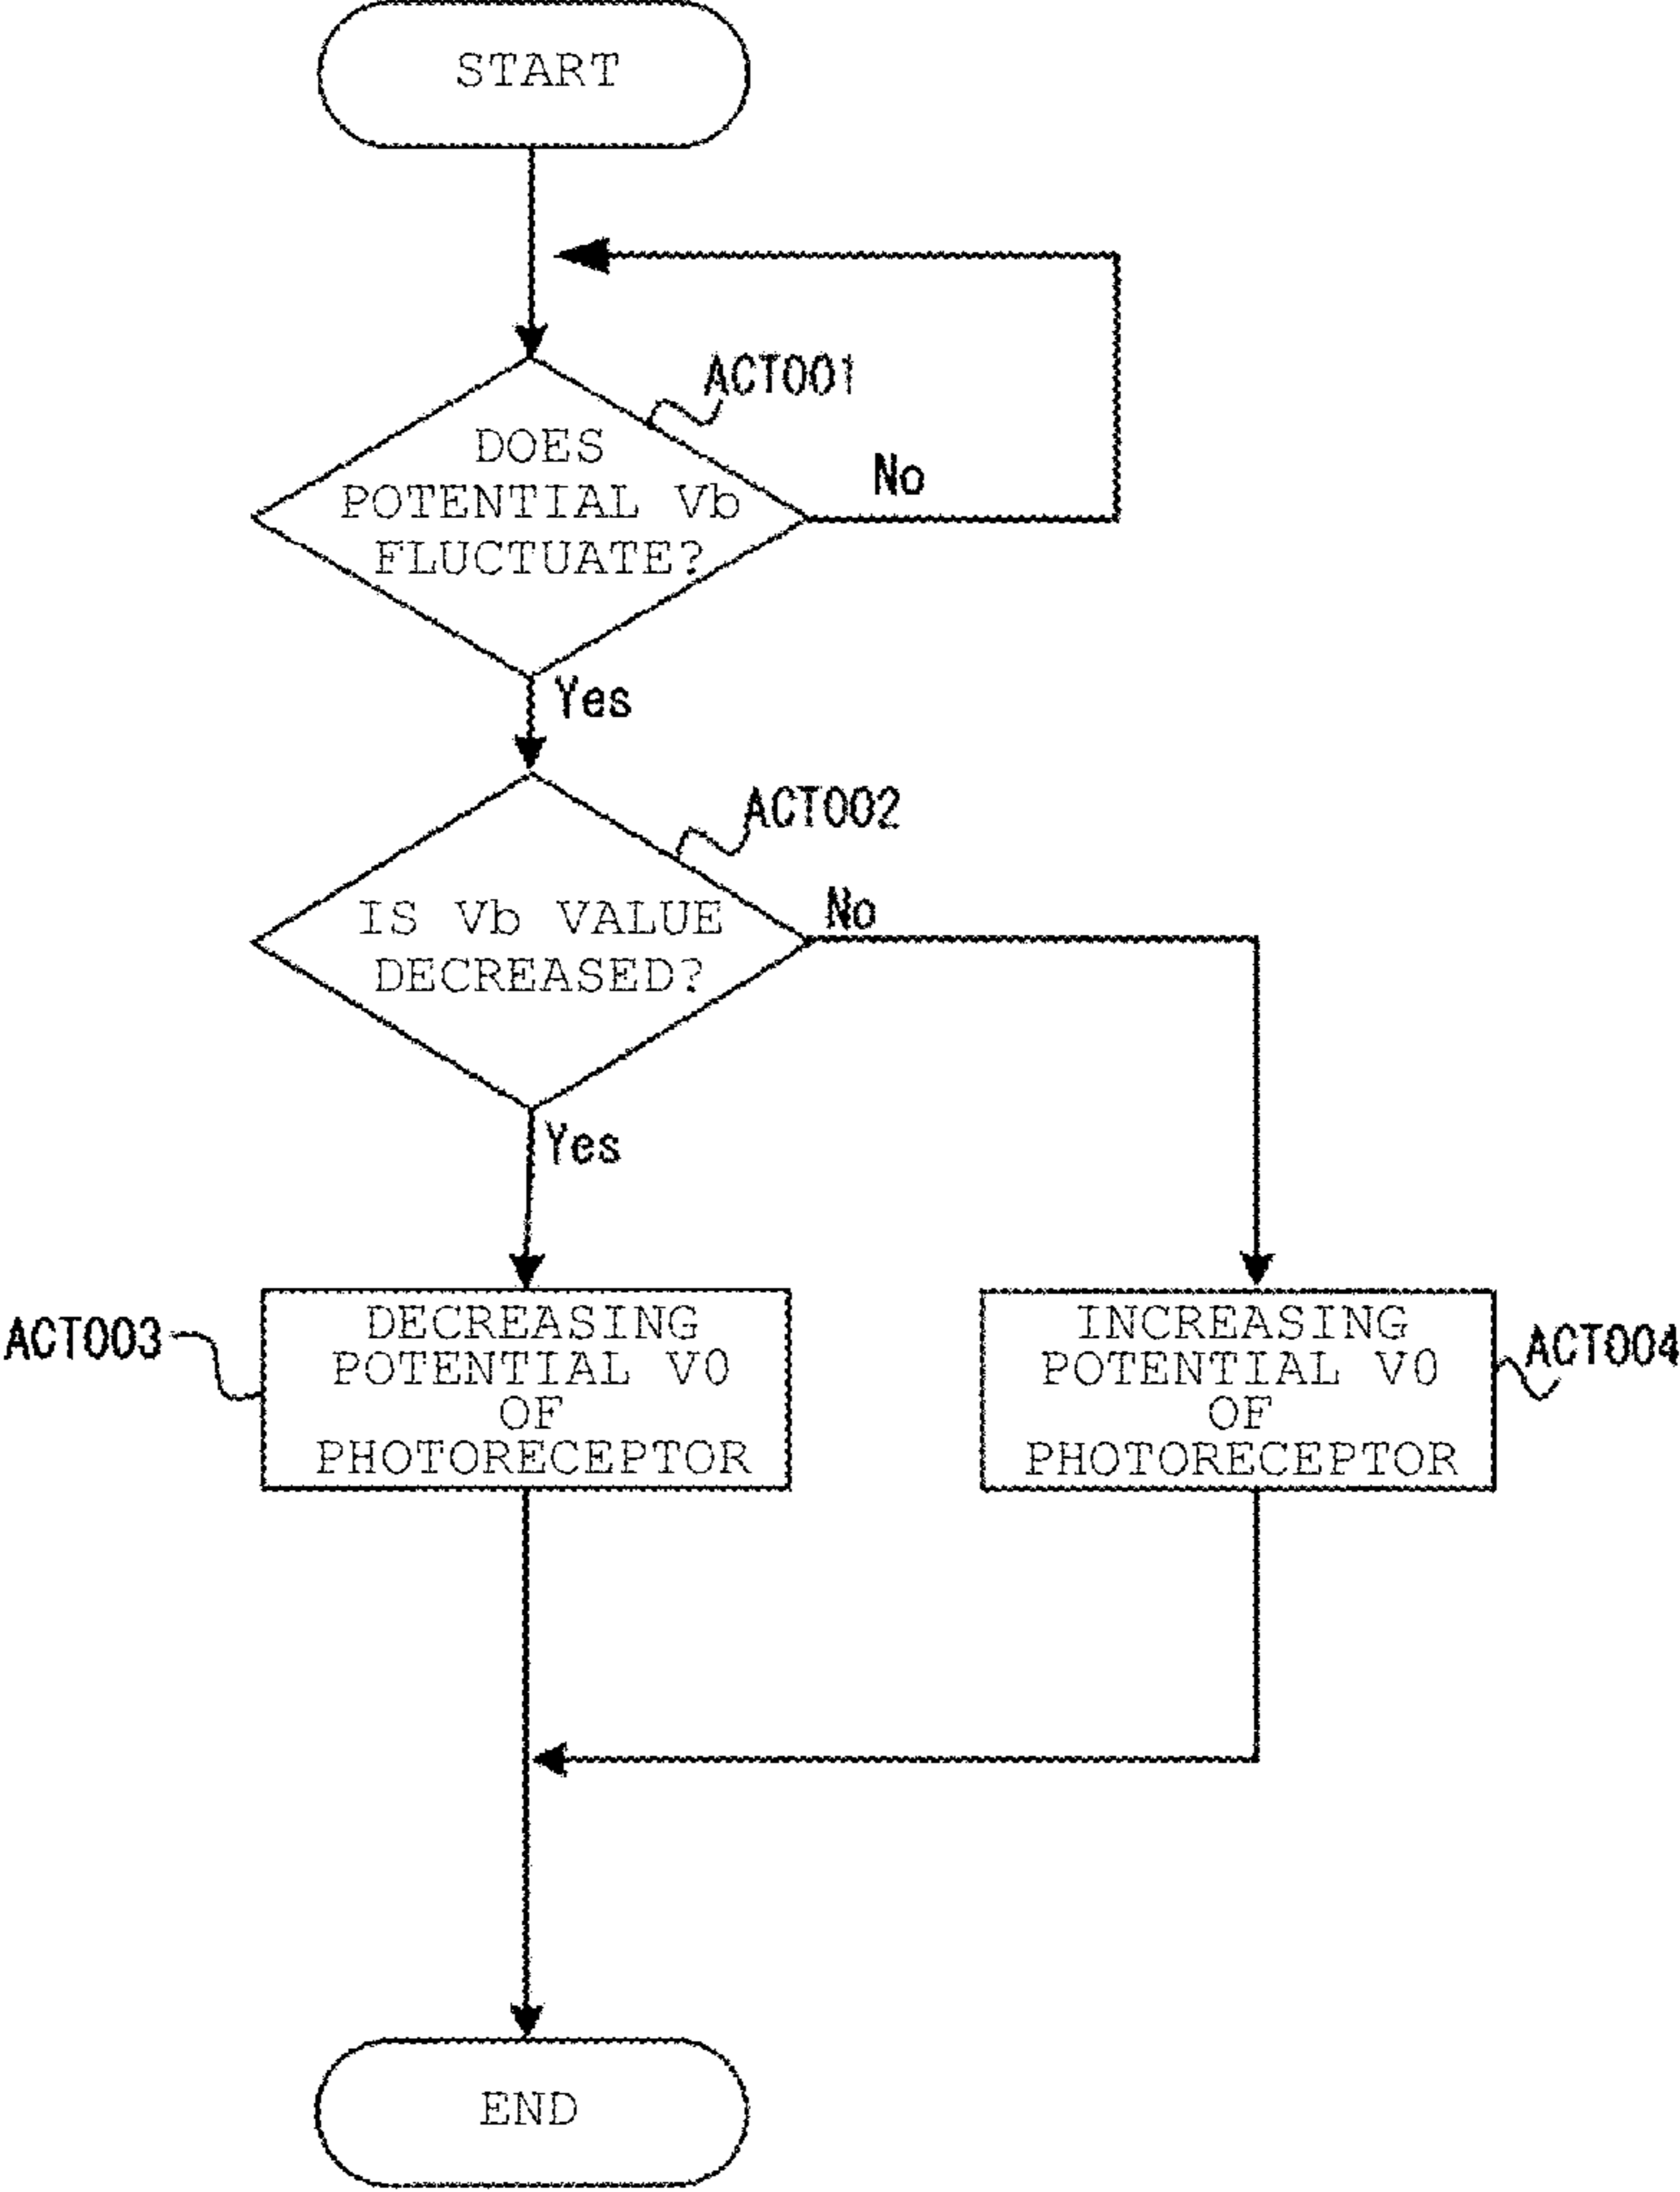 START
ACT001
DOES
POTENTIAL Vb
FLUCTUATE?
No
Yes
ACT002
IS Vb VALUE
DECREASED?
No
Yes
ACT003
DECREASING
POTENTIAL V0
OF
PHOTORECEPTOR
INCREASING
POTENTIAL V0
OF
PHOTORECEPTOR
ACT004
END